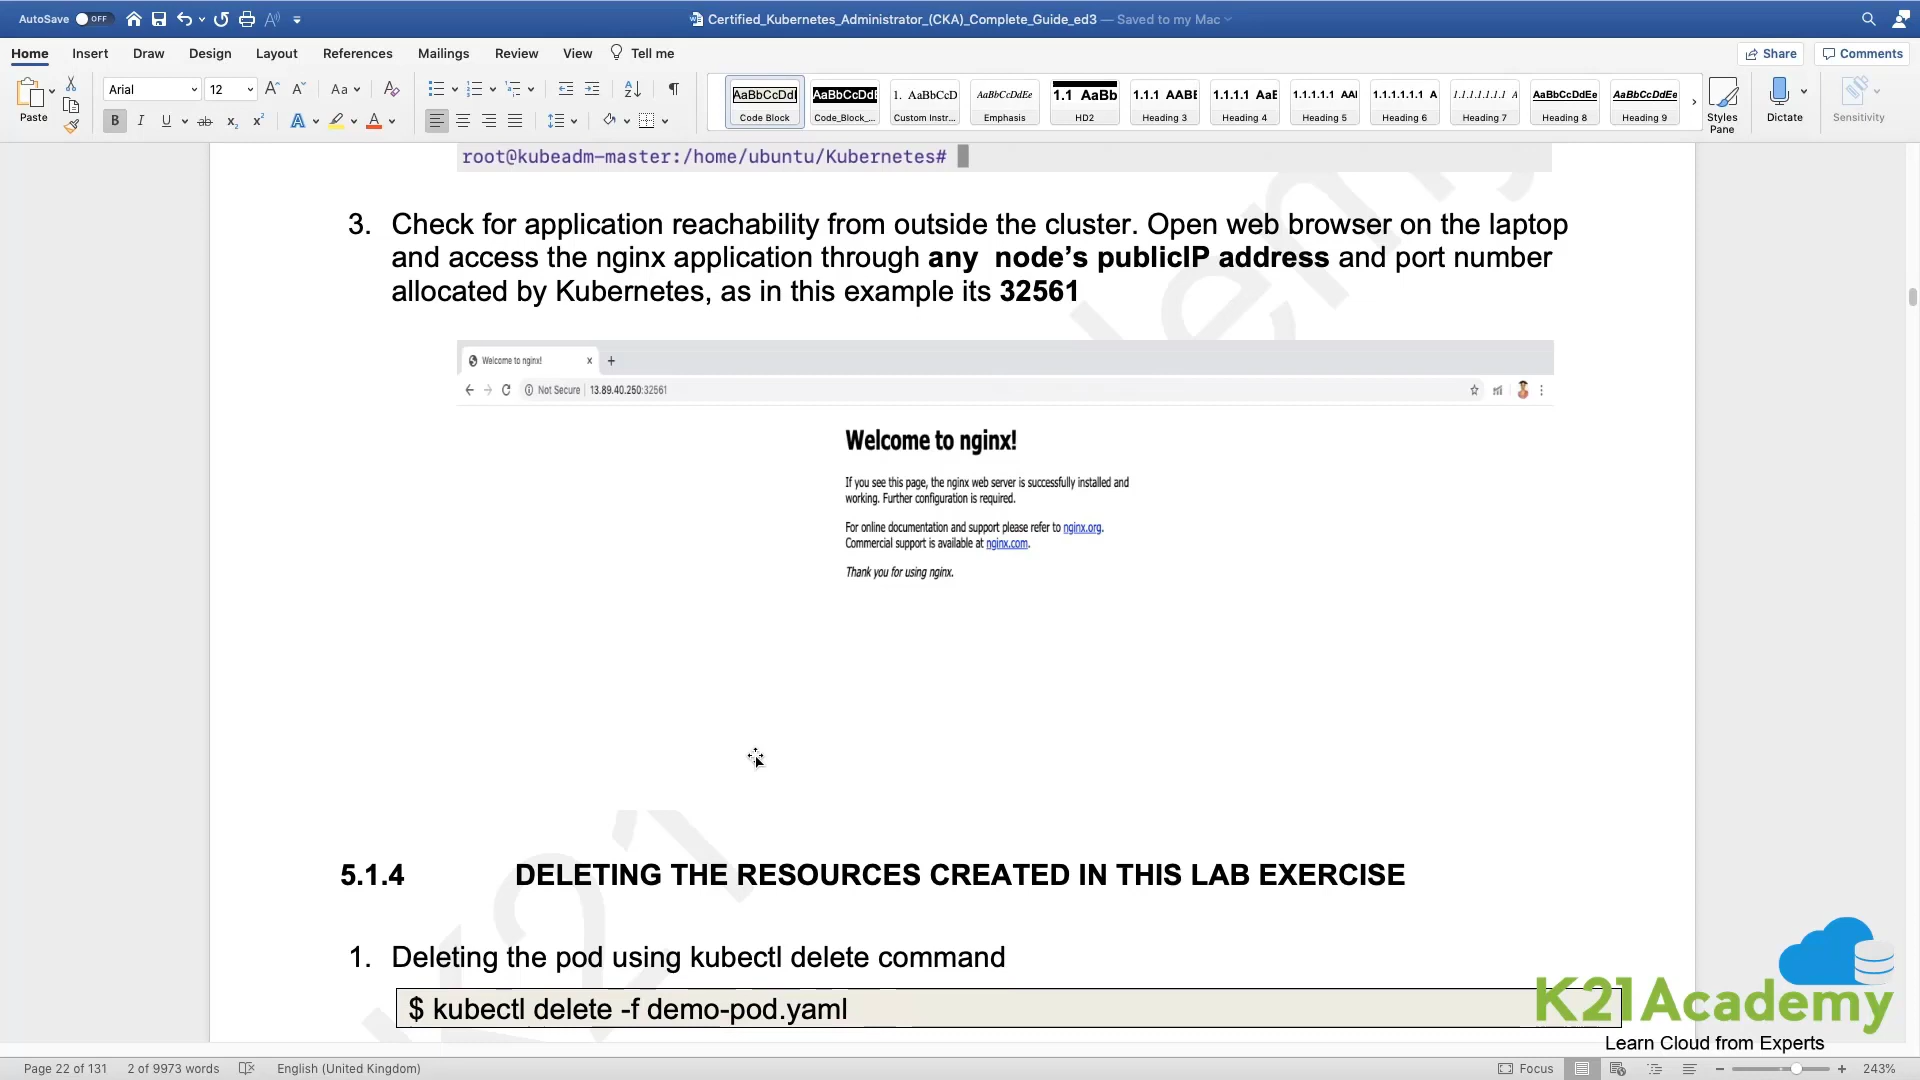 AutoSave OFF
Certified_Kubernetes_Administrator_(CKA)_Complete_Guide_ed3 — Saved to my Mac
Home Insert Draw Design Layout References Mailings Review View Tell me
Share Comments
Paste
Arial 12
AaBbCcDdI AaBbCcDdI 1. AaBbCcD AaBbCcDdEe 1.1 AaBb 1.1.1 AABE 1.1.1.1 AaE 1.1.1.1.1 AAI 1.1.1.1.1.1 A 1.1.1.1.1.1.1 A AaBbCcDdEe AaBbCcDdEe
Code Block Code_Block_... Custom Instr... Emphasis HD2 Heading 3 Heading 4 Heading 5 Heading 6 Heading 7 Heading 8 Heading 9
Styles Pane
Dictate
Sensitivity
root@kubeadm-master:/home/ubuntu/Kubernetes#
3. Check for application reachability from outside the cluster. Open web browser on the laptop
and access the nginx application through any node's publicIP address and port number
allocated by Kubernetes, as in this example its 32561
Welcome to nginx!
Not Secure 13.89.40.250:32561
Welcome to nginx!
If you see this page, the nginx web server is successfully installed and
working. Further configuration is required.
For online documentation and support please refer to nginx.org.
Commercial support is available at nginx.com.
Thank you for using nginx.
5.1.4 DELETING THE RESOURCES CREATED IN THIS LAB EXERCISE
1. Deleting the pod using kubectl delete command
$ kubectl delete -f demo-pod.yaml
K21Academy
Learn Cloud from Experts
Page 22 of 131 2 of 9973 words English (United Kingdom) Focus 243%